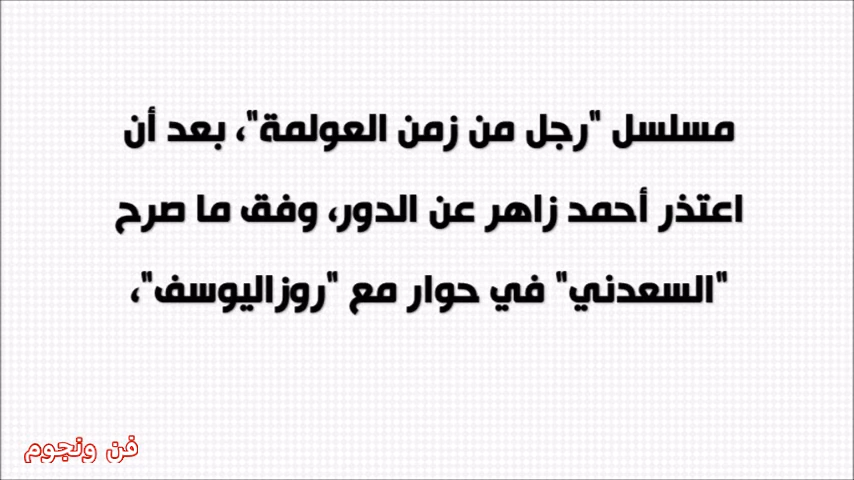 مسلسل "رجل من زمن العولمة"، بعد أن
اعتذر أحمد زاهر عن الدور، وفق ما صرح
"السعدني" في حوار مع "روزاليوسف"،
فن ونجوم